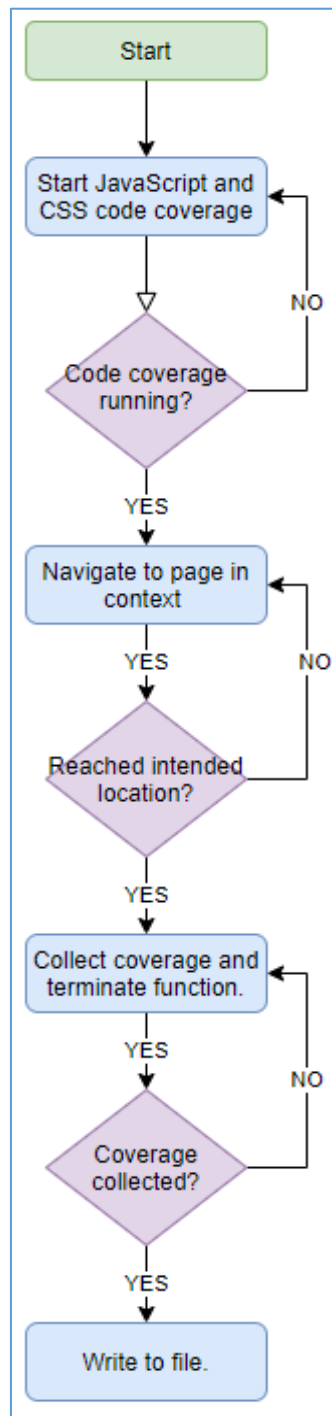 Start
Start JavaScript and
CSS code coverage
NO
Code coverage
running?
YES
Navigate to page in
context
YES
NO
Reached intended
location?
YES
Collect coverage and
terminate function.
YES
NO
Coverage
collected?
YES
Write to file.